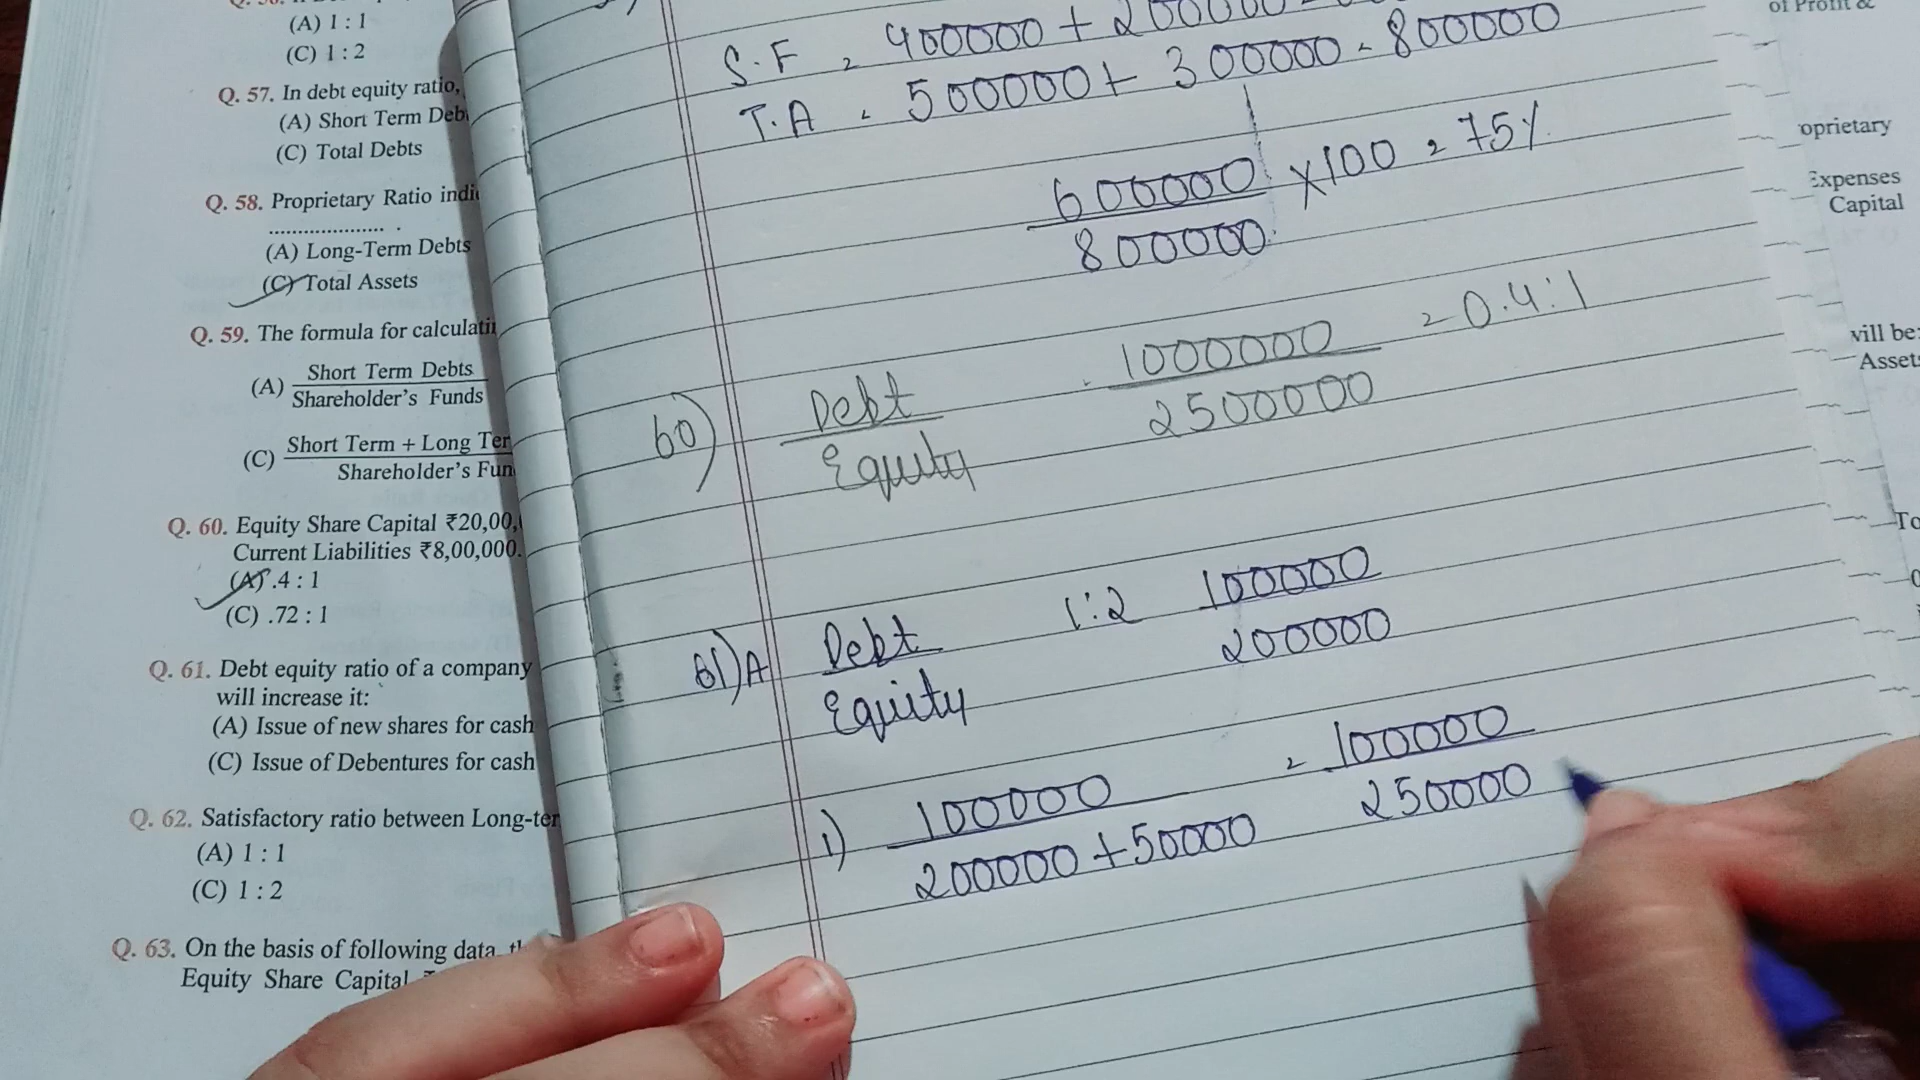 (A) 1 : 1
(C) 1 : 2
Q. 57. In debt equity ratio,
(A) Short Term Deb
(C) Total Debts
Q. 58. Proprietary Ratio indi
.................... .
(A) Long-Term Debts
(C) Total Assets
Q. 59. The formula for calculati
(A) Short Term Debts
Shareholder's Funds
(C) Short Term + Long Ter
Shareholder's Fun
Q. 60. Equity Share Capital ₹20,00,
Current Liabilities ₹8,00,000.
(A) .4 : 1
(C) .72 : 1
Q. 61. Debt equity ratio of a company
will increase it:
(A) Issue of new shares for cash
(C) Issue of Debentures for cash
Q. 62. Satisfactory ratio between Long-ter
(A) 1 : 1
(C) 1 : 2
Q. 63. On the basis of following data
Equity Share Capital
S.F = 400000 + 200000
T.A = 500000 + 300000 = 800000
600000 × 100 = 75%
800000
60) Debt = 1000000 = 0.4:1
Equity 2500000
61) A Debt 1:2 100000
Equity 200000
1) 100000 = 100000
200000 + 50000 250000
of Profit &
oprietary
Expenses
Capital
will be:
Assets
To